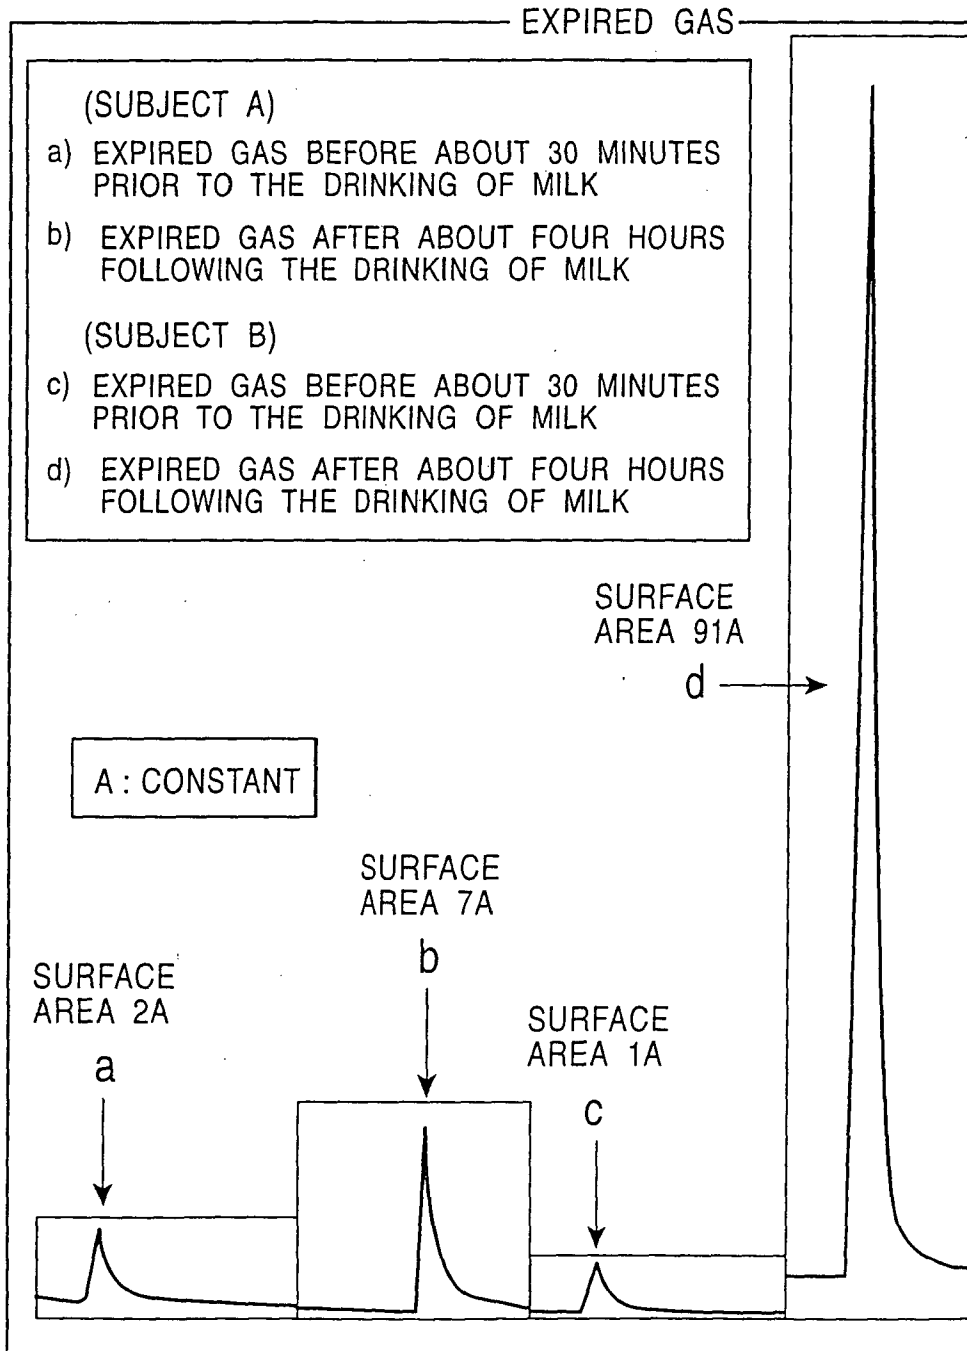 EXPIRED GAS
(SUBJECT A)
a) EXPIRED GAS BEFORE ABOUT 30 MINUTES
PRIOR TO THE DRINKING OF MILK
b) EXPIRED GAS AFTER ABOUT FOUR HOURS
FOLLOWING THE DRINKING OF MILK
(SUBJECT B)
c) EXPIRED GAS BEFORE ABOUT 30 MINUTES
PRIOR TO THE DRINKING OF MILK
d) EXPIRED GAS AFTER ABOUT FOUR HOURS
FOLLOWING THE DRINKING OF MILK
SURFACE
AREA 91A
d
A : CONSTANT
SURFACE
AREA 7A
b
SURFACE
AREA 2A
a
SURFACE
AREA 1A
c